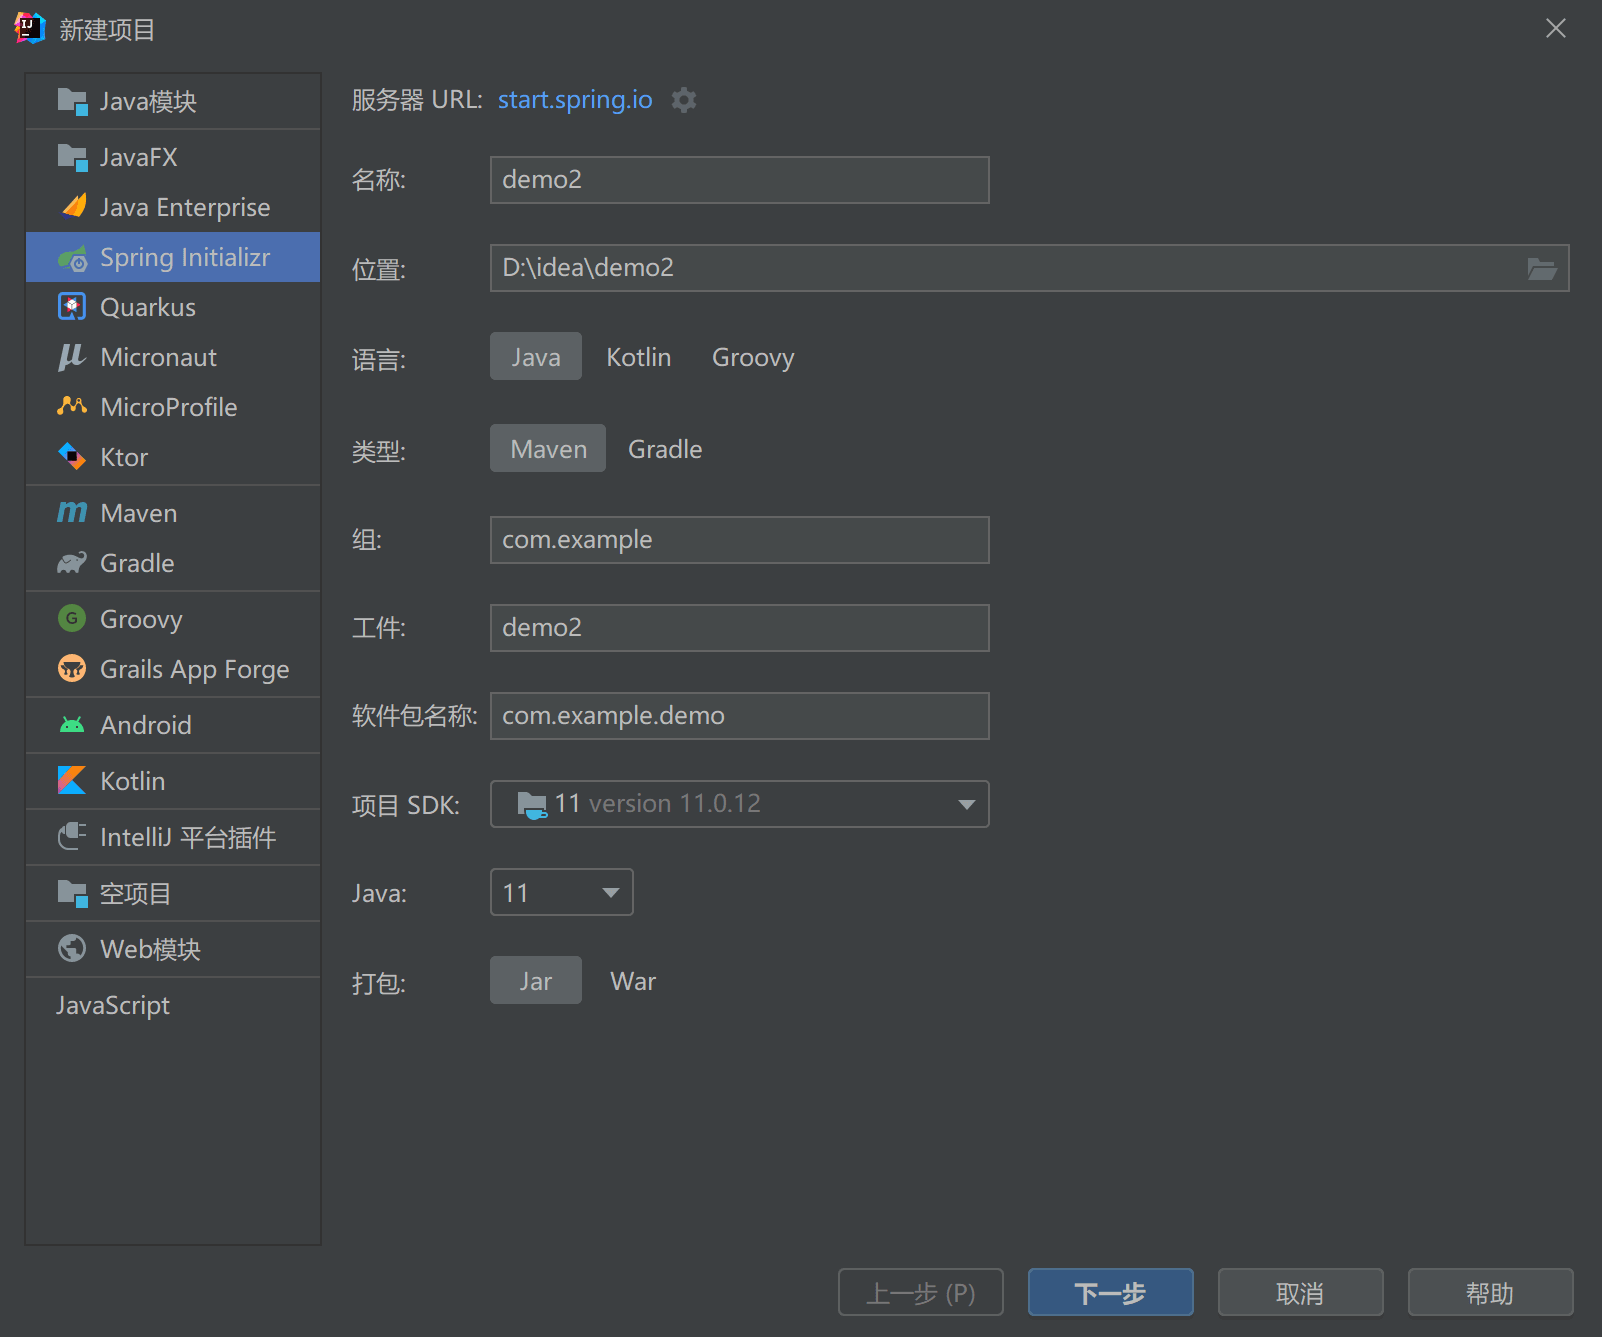 新建项目
Java模块
JavaFX
Java Enterprise
Spring Initializr
Quarkus
Micronaut
MicroProfile
Ktor
Maven
Gradle
Groovy
Grails App Forge
Android
Kotlin
IntelliJ 平台插件
空项目
Web模块
JavaScript
服务器 URL: start.spring.io
名称: demo2
位置: D:\idea\demo2
语言: Java Kotlin Groovy
类型: Maven Gradle
组: com.example
工件: demo2
软件包名称: com.example.demo
项目 SDK: 11 version 11.0.12
Java: 11
打包: Jar War
上一步 (P) 下一步 取消 帮助